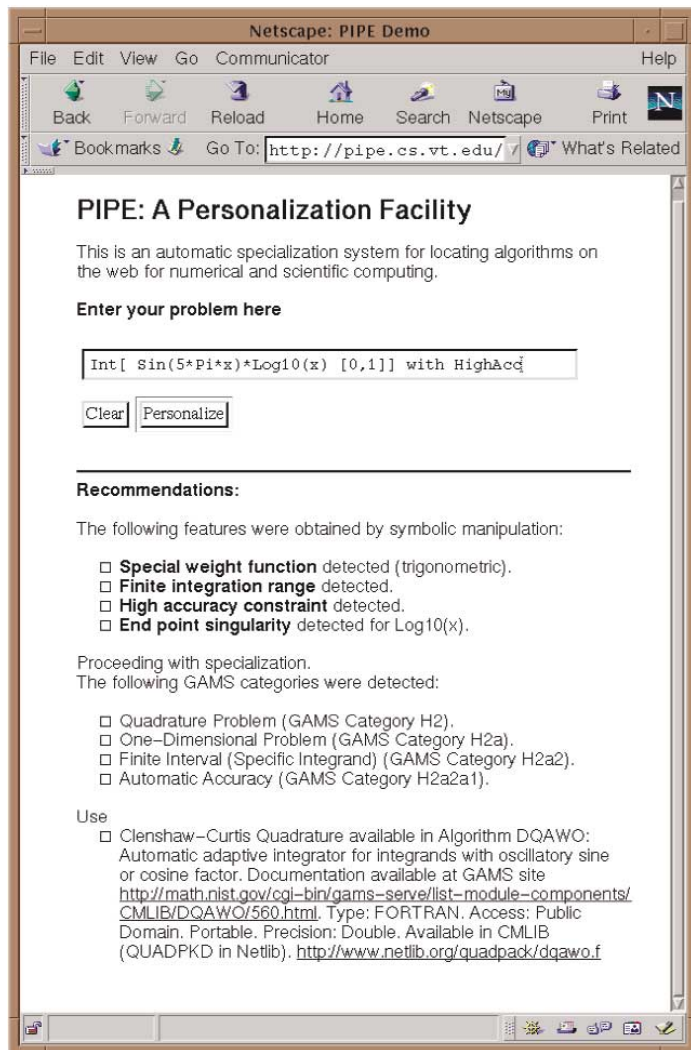 Netscape: PIPE Demo
File Edit View Go Communicator Help
Back Forward Reload Home Search Netscape Print
My
N
Bookmarks Go To: http://pipe.cs.vt.edu/ What's Related
PIPE: A Personalization Facility
This is an automatic specialization system for locating algorithms on
the web for numerical and scientific computing.
Enter your problem here
Int[ Sin(5*Pi*x)*Log10(x) [0,1]] with HighAcc
Clear Personalize
Recommendations:
The following features were obtained by symbolic manipulation:
Special weight function detected (trigonometric).
Finite integration range detected.
High accuracy constraint detected.
End point singularity detected for Log10(x).
Proceeding with specialization.
The following GAMS categories were detected:
Quadrature Problem (GAMS Category H2).
One-Dimensional Problem (GAMS Category H2a).
Finite Interval (Specific Integrand) (GAMS Category H2a2).
Automatic Accuracy (GAMS Category H2a2a1).
Use
Clenshaw-Curtis Quadrature available in Algorithm DQAWO:
Automatic adaptive integrator for integrands with oscillatory sine
or cosine factor. Documentation available at GAMS site
http://math.nist.gov/cgi-bin/gams-serve/list-module-components/
CMLIB/DQAWO/560.html. Type: FORTRAN. Access: Public
Domain. Portable. Precision: Double. Available in CMLIB
(QUADPKD in Netlib). http://www.netlib.org/quadpack/dqawo.f